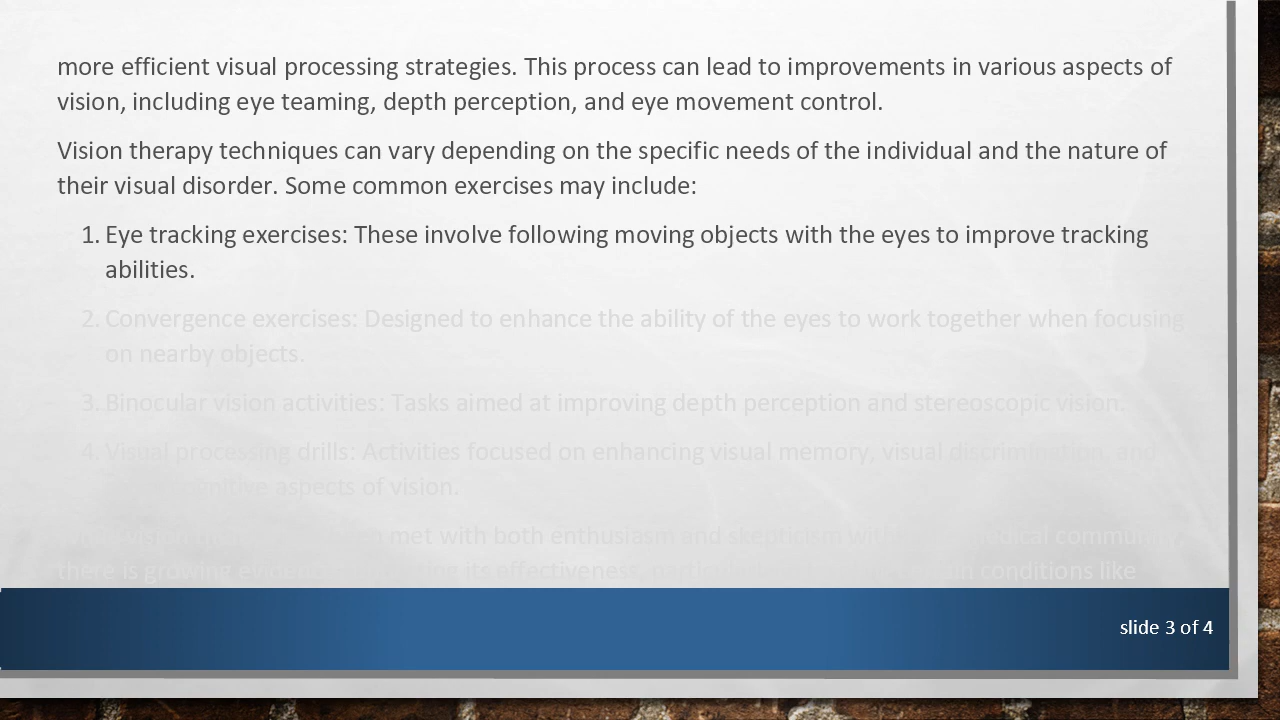 more efficient visual processing strategies. This process can lead to improvements in various aspects of
vision, including eye teaming, depth perception, and eye movement control.
Vision therapy techniques can vary depending on the specific needs of the individual and the nature of
their visual disorder. Some common exercises may include:
1. Eye tracking exercises: These involve following moving objects with the eyes to improve tracking
abilities.
2. Convergence exercises: Designed to enhance the ability of the eyes to work together when focusing
on nearby objects.
3. Binocular vision activities: Tasks aimed at improving depth perception and stereoscopic vision.
4. Visual processing drills: Activities focused on enhancing visual memory, visual discrimination, and
aspects of vision.
met with both enthusiasm and skepticism
there is growing its effectiveness, conditions like
slide 3 of 4